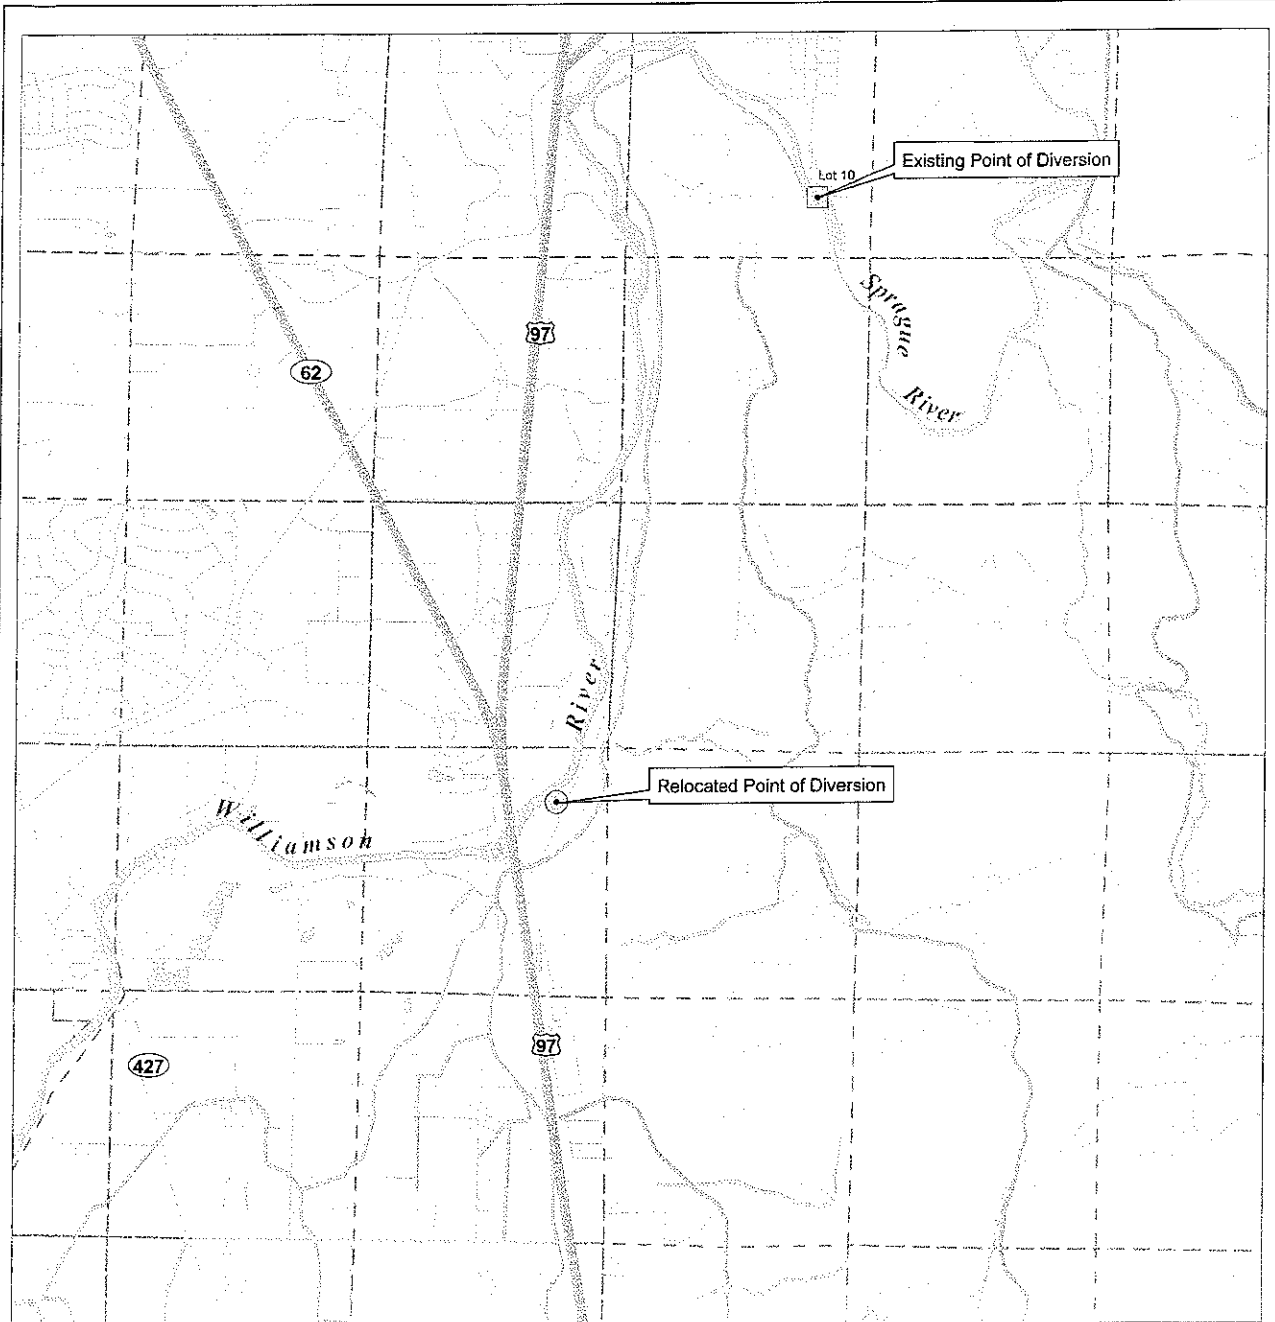 Existing Point of Diversion
Lot 10
Sprague
River
97
62
River
Relocated Point of Diversion
Williamson
97
427